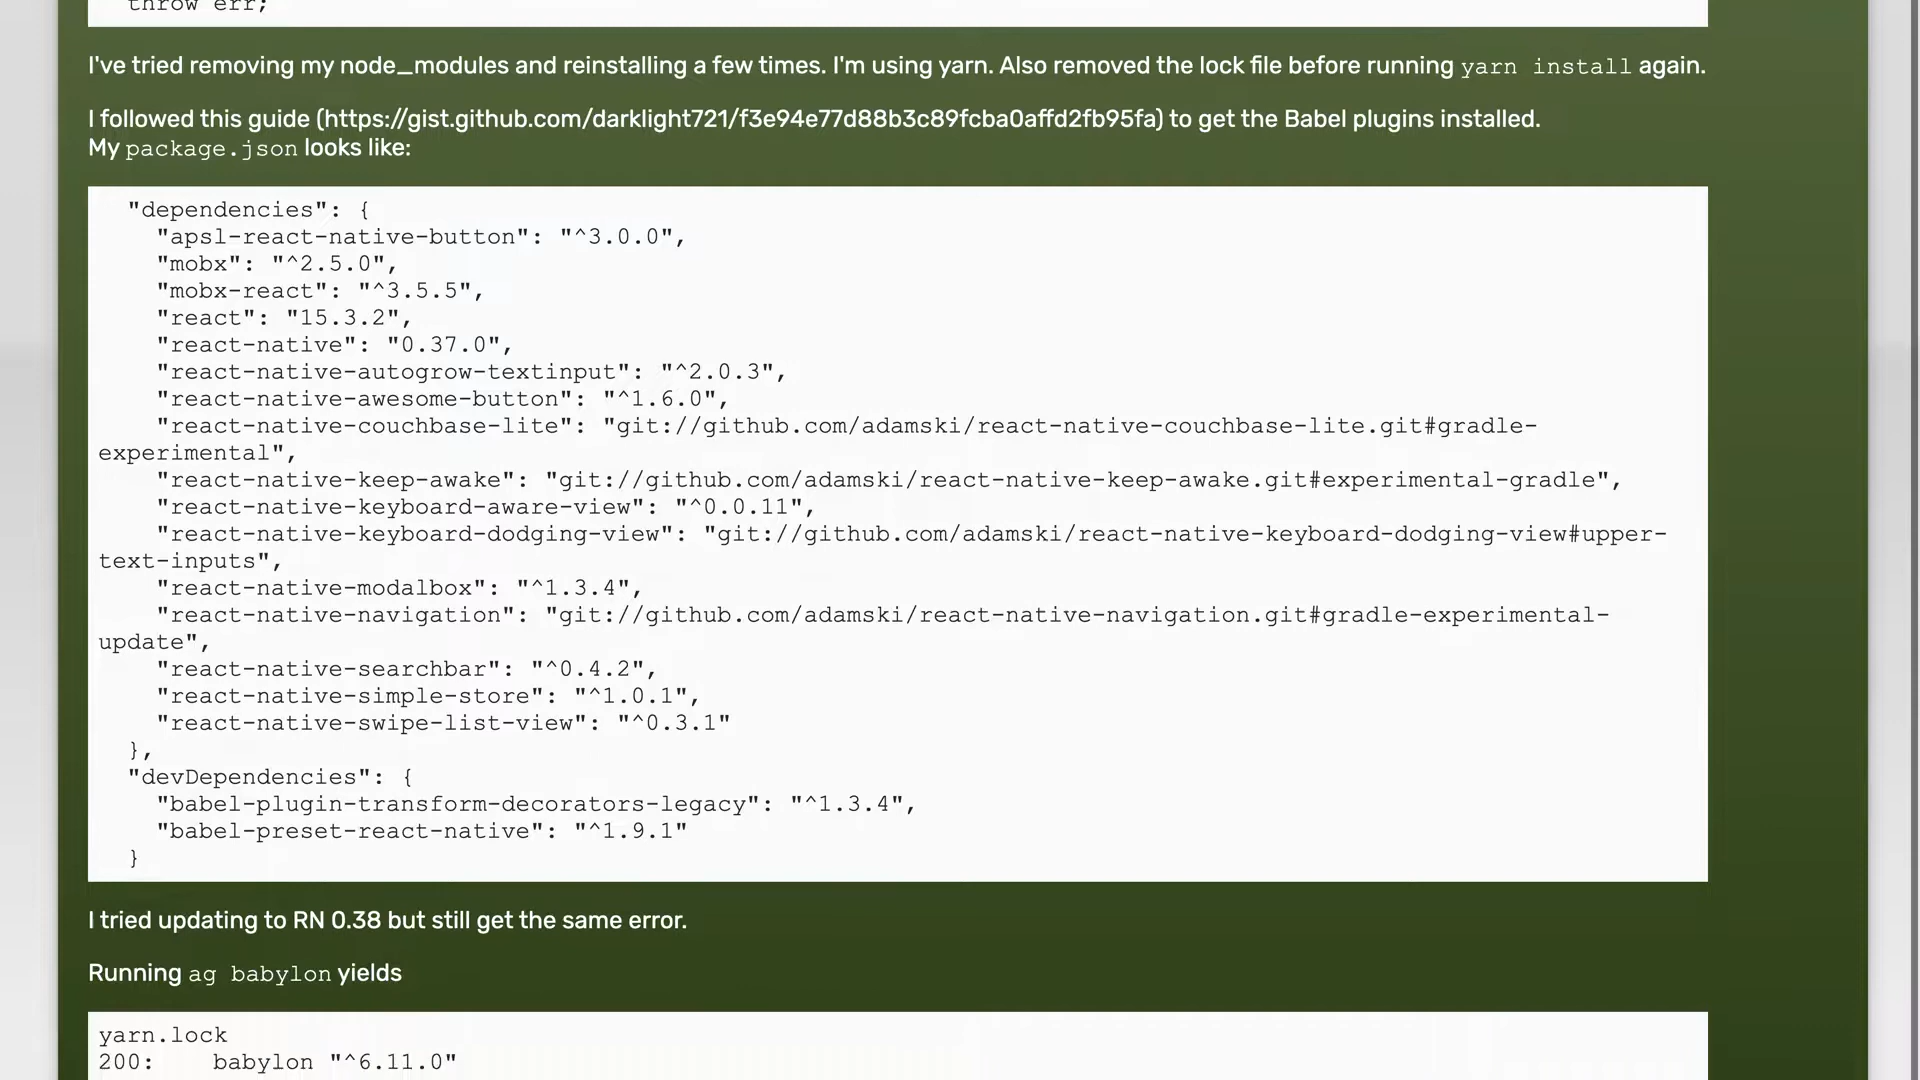 throw err;
I've tried removing my node_modules and reinstalling a few times. I'm using yarn. Also removed the lock file before running yarn install again.
I followed this guide (https://gist.github.com/darklight721/f3e94e77d88b3c89fcba0affd2fb95fa) to get the Babel plugins installed.
My package.json looks like:
  "dependencies": {
    "apsl-react-native-button": "^3.0.0",
    "mobx": "^2.5.0",
    "mobx-react": "^3.5.5",
    "react": "15.3.2",
    "react-native": "0.37.0",
    "react-native-autogrow-textinput": "^2.0.3",
    "react-native-awesome-button": "^1.6.0",
    "react-native-couchbase-lite": "git://github.com/adamski/react-native-couchbase-lite.git#gradle-
experimental",
    "react-native-keep-awake": "git://github.com/adamski/react-native-keep-awake.git#experimental-gradle",
    "react-native-keyboard-aware-view": "^0.0.11",
    "react-native-keyboard-dodging-view": "git://github.com/adamski/react-native-keyboard-dodging-view#upper-
text-inputs",
    "react-native-modalbox": "^1.3.4",
    "react-native-navigation": "git://github.com/adamski/react-native-navigation.git#gradle-experimental-
update",
    "react-native-searchbar": "^0.4.2",
    "react-native-simple-store": "^1.0.1",
    "react-native-swipe-list-view": "^0.3.1"
  },
  "devDependencies": {
    "babel-plugin-transform-decorators-legacy": "^1.3.4",
    "babel-preset-react-native": "^1.9.1"
  }
I tried updating to RN 0.38 but still get the same error.
Running ag babylon yields
yarn.lock
200:    babylon "^6.11.0"